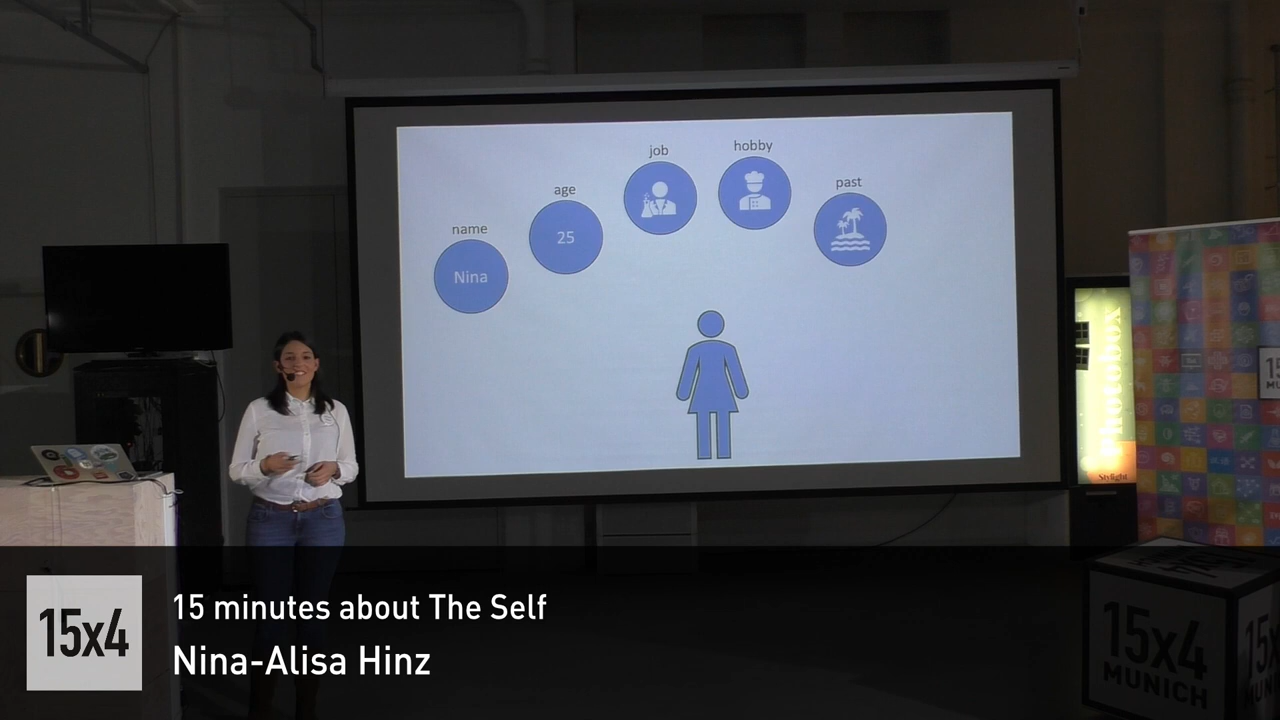 job
hobby
age
past
name
25
Nina
Photobox
Stylight
15x4
15 minutes about The Self
Nina-Alisa Hinz
15x4
MUNICH